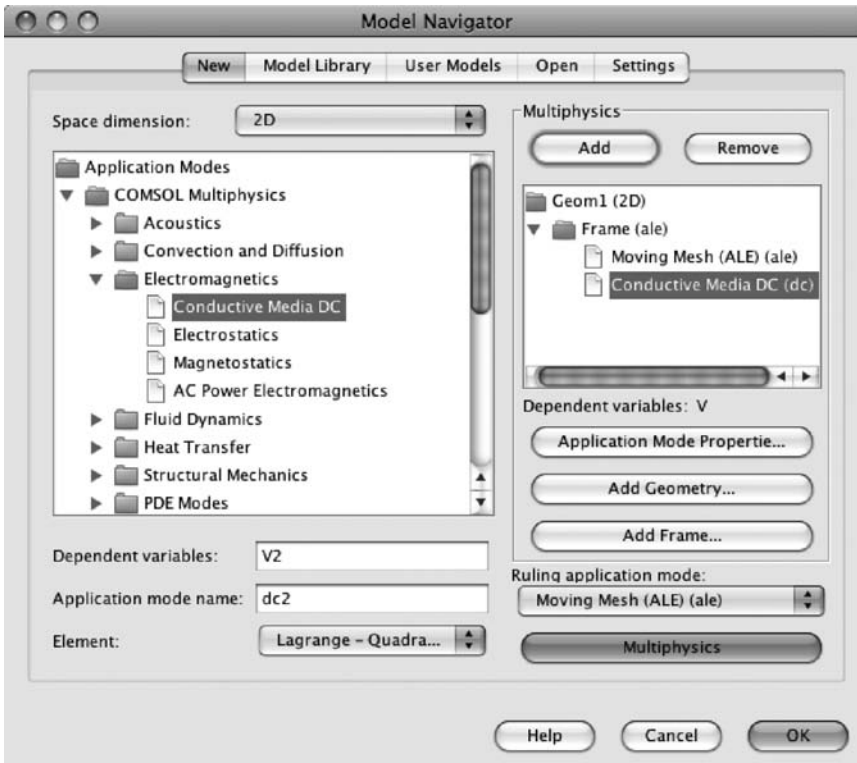 Model Navigator
New
Model Library
User Models
Open
Settings
Space dimension:
2D
Application Modes
COMSOL Multiphysics
Acoustics
Convection and Diffusion
Electromagnetics
Conductive Media DC
Electrostatics
Magnetostatics
AC Power Electromagnetics
Fluid Dynamics
Heat Transfer
Structural Mechanics
PDE Modes
Dependent variables:
V2
Application mode name:
dc2
Element:
Lagrange - Quadra...
Multiphysics
Add
Remove
Geom1 (2D)
Frame (ale)
Moving Mesh (ALE) (ale)
Conductive Media DC (dc)
Dependent variables: V
Application Mode Propertie...
Add Geometry...
Add Frame...
Ruling application mode:
Moving Mesh (ALE) (ale)
Multiphysics
Help
Cancel
OK